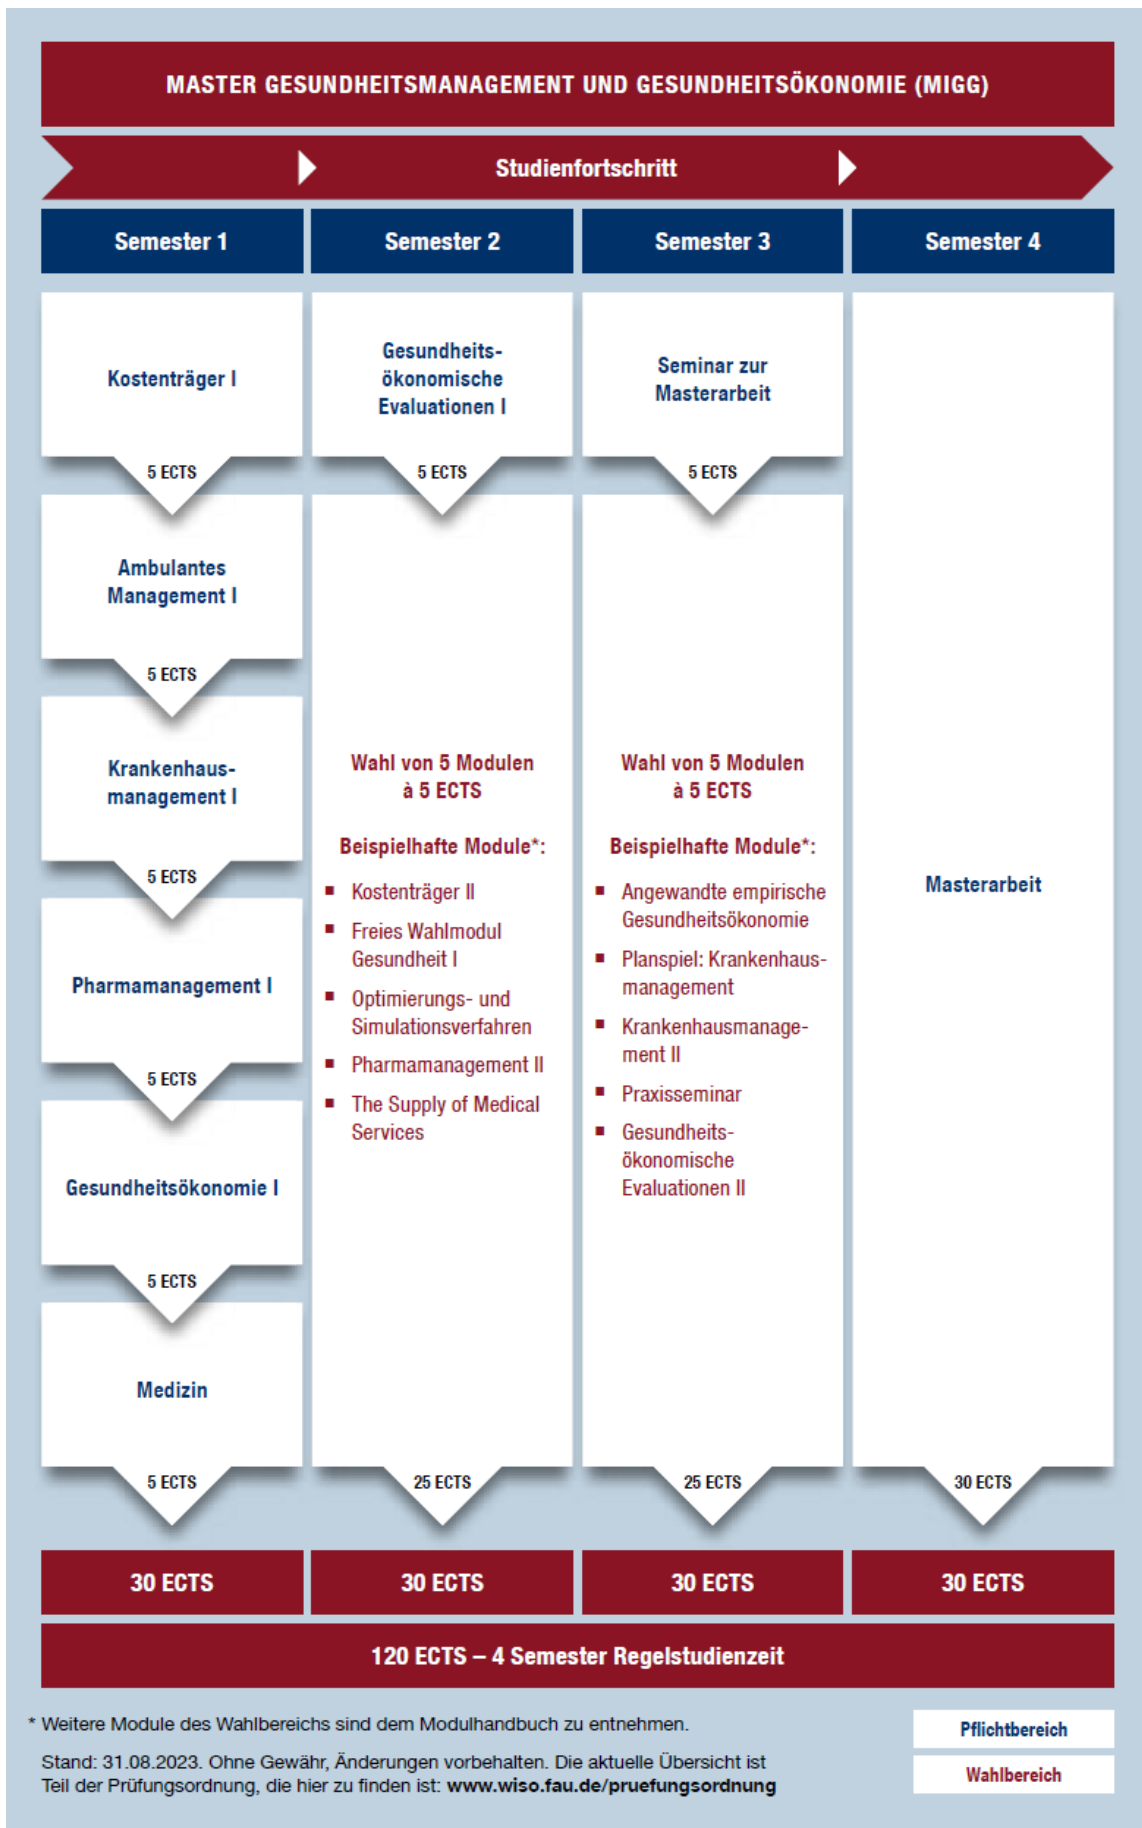 MASTER GESUNDHEITSMANAGEMENT UND GESUNDHEITSÖKONOMIE (MIGG)
Studienfortschritt
Semester 1
Kostenträger I
5 ECTS
Ambulantes
Management I
5 ECTS
Krankenhaus-
management I
5 ECTS
Pharmamanagement I
5 ECTS
Gesundheitsökonomie I
5 ECTS
Medizin
5 ECTS
30 ECTS
Semester 2
Gesundheits-
ökonomische
Evaluationen I
5 ECTS
Wahl von 5 Modulen
à 5 ECTS
Beispielhafte Module*:
▪ Kostenträger II
▪ Freies Wahlmodul
Gesundheit I
▪ Optimierungs- und
Simulationsverfahren
▪ Pharmamanagement II
▪ The Supply of Medical
Services
25 ECTS
30 ECTS
Semester 3
Seminar zur
Masterarbeit
5 ECTS
Wahl von 5 Modulen
à 5 ECTS
Beispielhafte Module*:
▪ Angewandte empirische
Gesundheitsökonomie
▪ Planspiel: Krankenhaus-
management
▪ Krankenhausmanage-
ment II
▪ Praxisseminar
▪ Gesundheits-
ökonomische
Evaluationen II
25 ECTS
30 ECTS
Semester 4
Masterarbeit
30 ECTS
30 ECTS
120 ECTS – 4 Semester Regelstudienzeit
* Weitere Module des Wahlbereichs sind dem Modulhandbuch zu entnehmen.
Stand: 31.08.2023. Ohne Gewähr, Änderungen vorbehalten. Die aktuelle Übersicht ist
Teil der Prüfungsordnung, die hier zu finden ist: www.wiso.fau.de/pruefungsordnung
Pflichtbereich
Wahlbereich